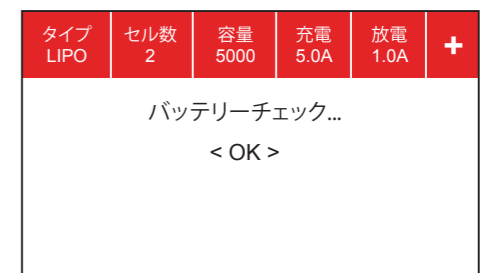 タイプ セル数 容量 充電 放電 +
LIPO 2 5000 5.0A 1.0A
バッテリーチェック...
< OK >